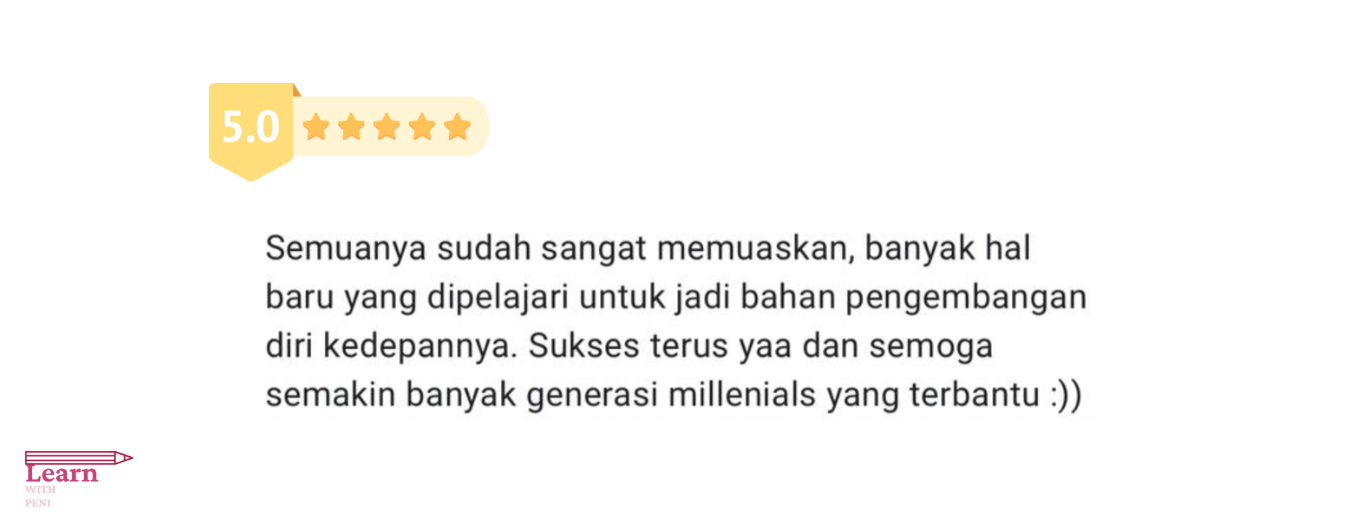 5.0
Semuanya sudah sangat memuaskan, banyak hal
baru yang dipelajari untuk jadi bahan pengembangan
diri kedepannya. Sukses terus yaa dan semoga
semakin banyak generasi millenials yang terbantu :))
Learn
WITH
PENI